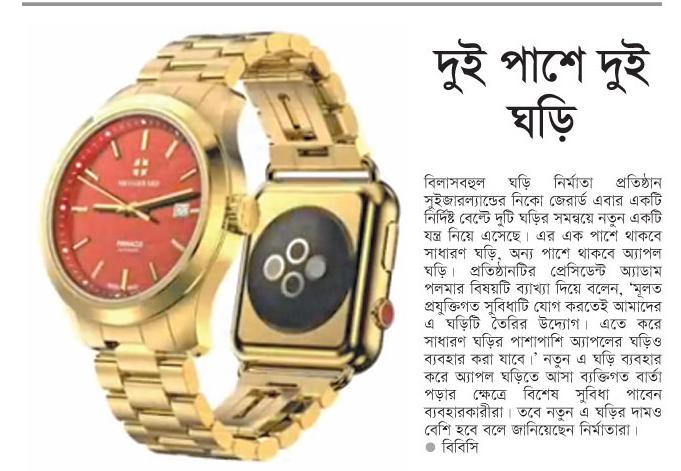 দুই পাশে দুই
ঘড়ি
বিলাসবহুল ঘড়ি নির্মাতা প্রতিষ্ঠান
সুইজারল্যান্ডের নিকো জেরার্ড এবার একটি
নির্দিষ্ট বেল্টে দুটি ঘড়ির সমন্বয়ে নতুন একটি
যন্ত্র নিয়ে এসেছে। এর এক পাশে থাকবে
সাধারণ ঘড়ি, অন্য পাশে থাকবে অ্যাপল
ঘড়ি। প্রতিষ্ঠানটির প্রেসিডেন্ট অ্যাডাম
পলমার বিষয়টি ব্যাখ্যা দিয়ে বলেন, ‘মূলত
প্রযুক্তিগত সুবিধাটি যোগ করতেই আমাদের
এ ঘড়িটি তৈরির উদ্যোগ। এতে করে
সাধারণ ঘড়ির পাশাপাশি অ্যাপলের ঘড়িও
ব্যবহার করা যাবে।’ নতুন এ ঘড়ি ব্যবহার
করে অ্যাপল ঘড়িতে আসা ব্যক্তিগত বার্তা
পড়ার ক্ষেত্রে বিশেষ সুবিধা পাবেন
ব্যবহারকারীরা। তবে নতুন এ ঘড়ির দামও
বেশি হবে বলে জানিয়েছেন নির্মাতারা।
● বিবিসি
PINNACLE